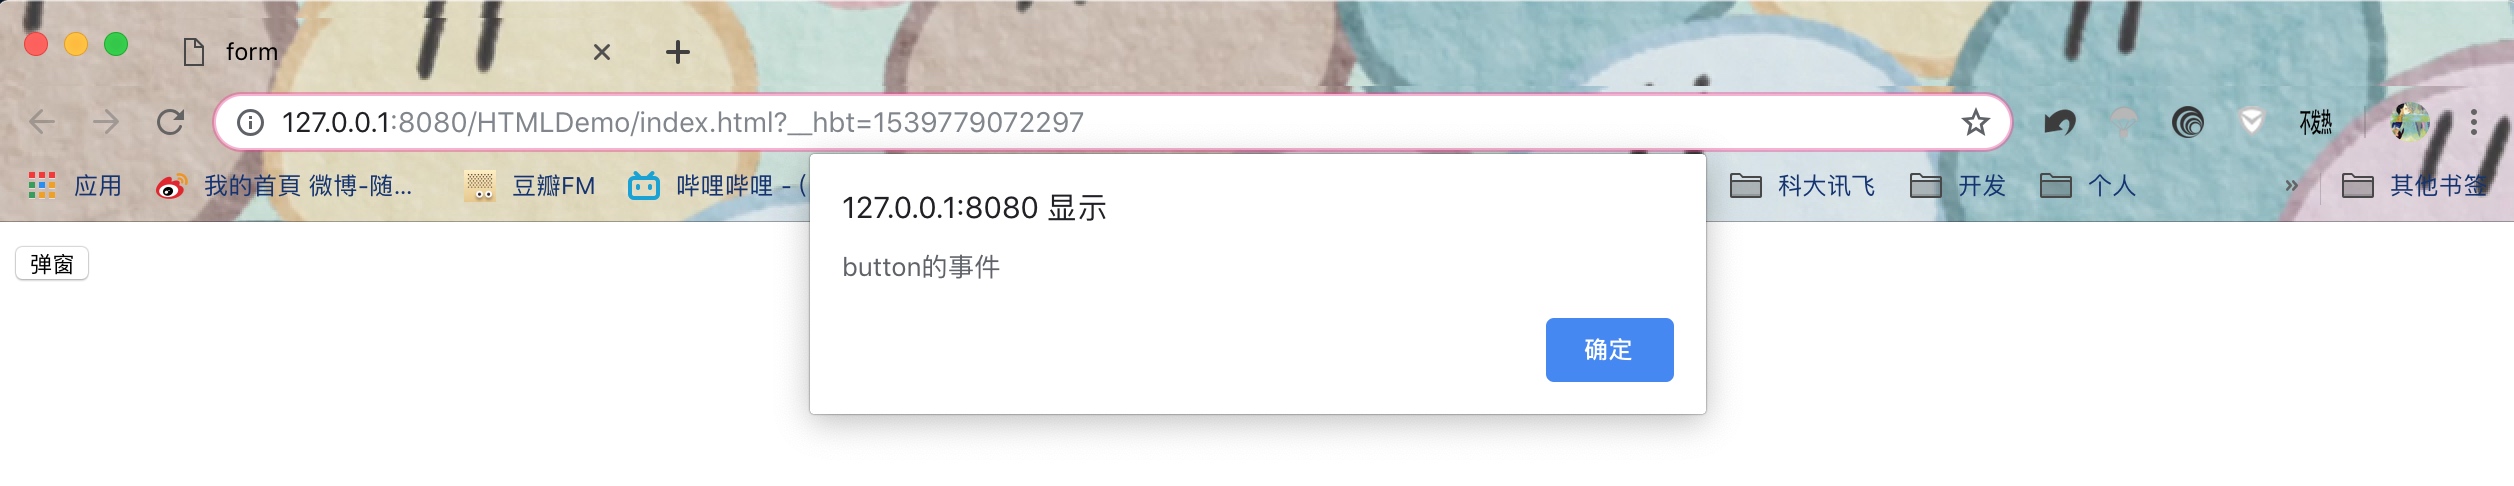 form
127.0.0.1:8080/HTMLDemo/index.html?__hbt=1539779072297
不发热
应用 我的首頁 微博-随... 豆瓣FM 哔哩哔哩 - ( 科大讯飞 开发 个人 » 其他书签
127.0.0.1:8080 显示
弹窗
button的事件
确定